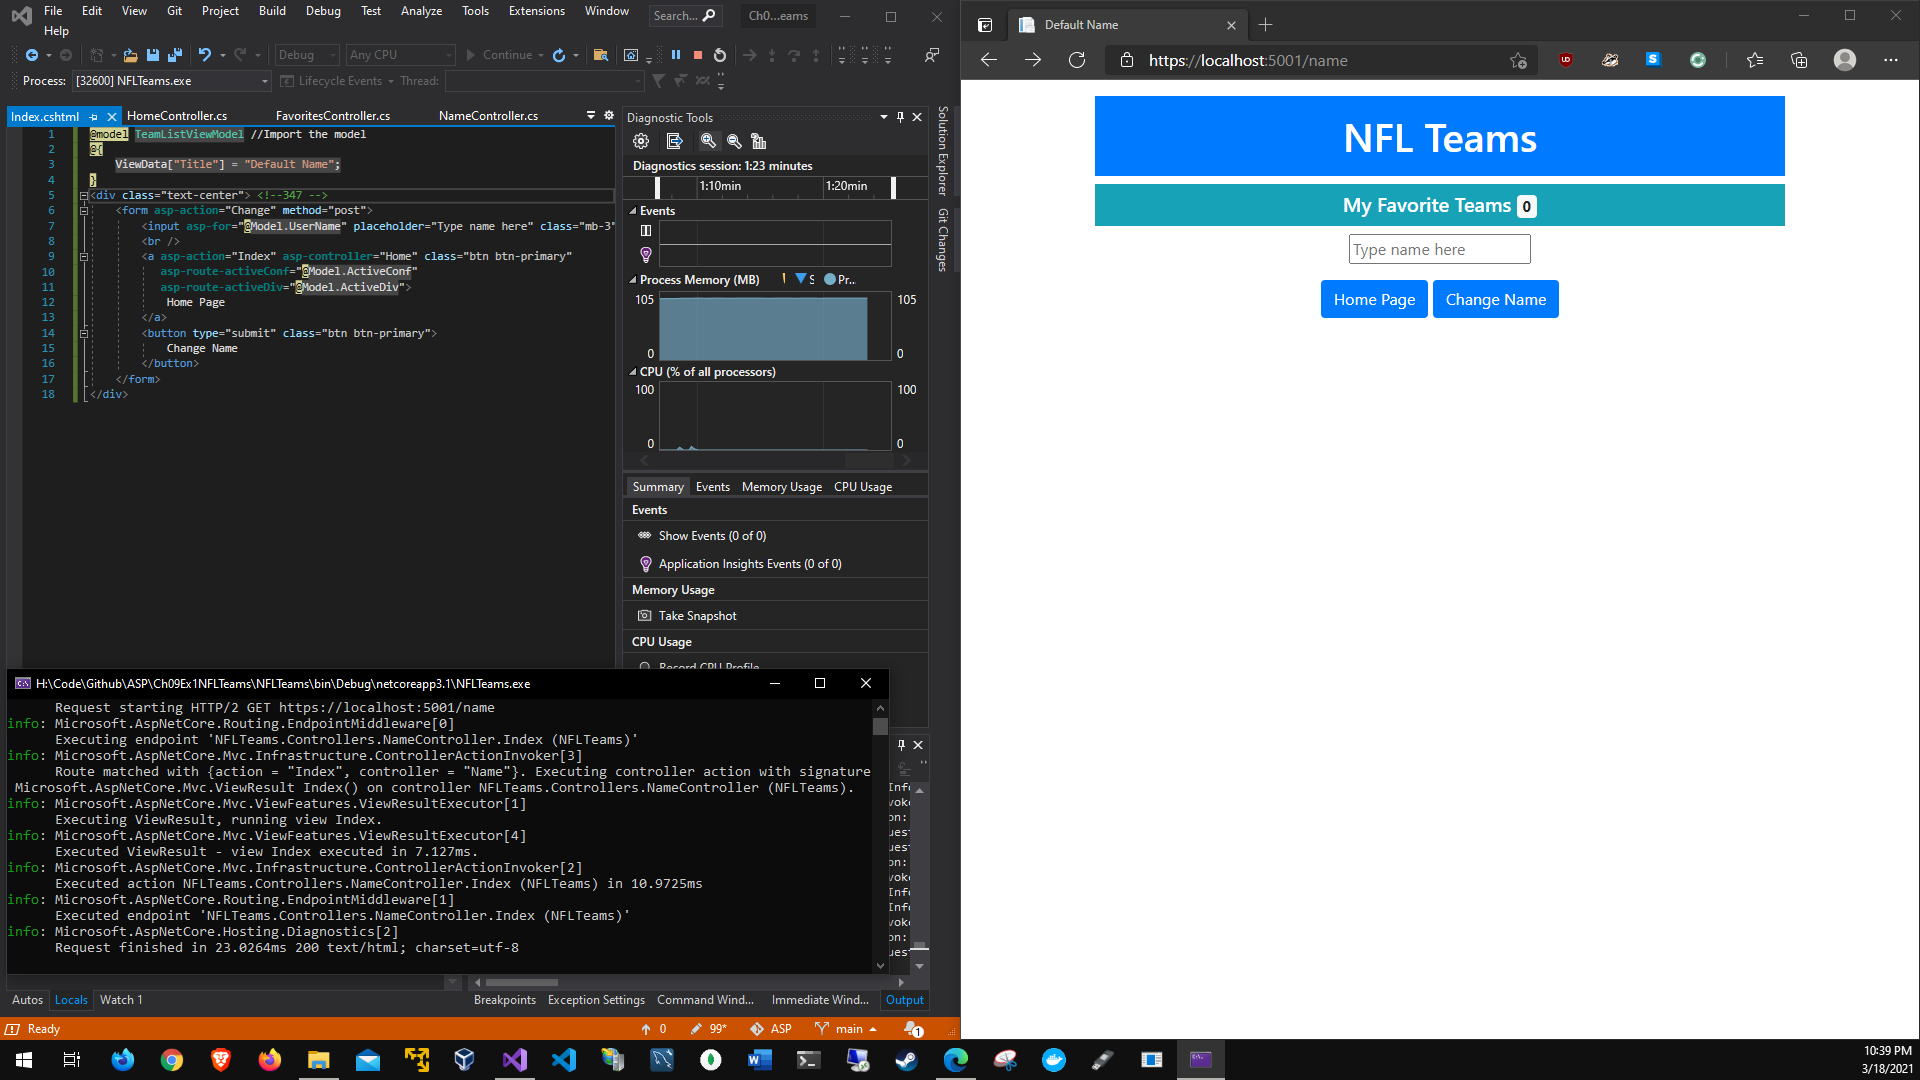 File Edit View Git Project Build Debug Test Analyze Tools Extensions Window Search... Ch0...eams
Help
Debug Any CPU Continue
Process: [32600] NFLTeams.exe Lifecycle Events Thread:
Index.cshtml HomeController.cs FavoritesController.cs NameController.cs
1 @model TeamListViewModel //Import the model
2 @{
3 ViewData["Title"] = "Default Name";
4 }
5 <div class="text-center"> <!--347 -->
6 <form asp-action="Change" method="post">
7 <input asp-for="@Model.UserName" placeholder="Type name here" class="mb-3"
8 <br />
9 <a asp-action="Index" asp-controller="Home" class="btn btn-primary"
10 asp-route-activeConf="@Model.ActiveConf"
11 asp-route-activeDiv="@Model.ActiveDiv">
12 Home Page
13 </a>
14 <button type="submit" class="btn btn-primary">
15 Change Name
16 </button>
17 </form>
18 </div>
Diagnostic Tools
Diagnostics session: 1:23 minutes
1:10min 1:20min
Events
Process Memory (MB) S Pr...
105 105
0 0
CPU (% of all processors)
100 100
0 0
Summary Events Memory Usage CPU Usage
Events
Show Events (0 of 0)
Application Insights Events (0 of 0)
Memory Usage
Take Snapshot
CPU Usage
Record CPU Profile
Solution Explorer
Git Changes
H:\Code\Github\ASP\Ch09Ex1NFLTeams\NFLTeams\bin\Debug\netcoreapp3.1\NFLTeams.exe
Request starting HTTP/2 GET https://localhost:5001/name
info: Microsoft.AspNetCore.Routing.EndpointMiddleware[0]
Executing endpoint 'NFLTeams.Controllers.NameController.Index (NFLTeams)'
info: Microsoft.AspNetCore.Mvc.Infrastructure.ControllerActionInvoker[3]
Route matched with {action = "Index", controller = "Name"}. Executing controller action with signature
Microsoft.AspNetCore.Mvc.ViewResult Index() on controller NFLTeams.Controllers.NameController (NFLTeams).
info: Microsoft.AspNetCore.Mvc.ViewFeatures.ViewResultExecutor[1]
Executing ViewResult, running view Index.
info: Microsoft.AspNetCore.Mvc.ViewFeatures.ViewResultExecutor[4]
Executed ViewResult - view Index executed in 7.127ms.
info: Microsoft.AspNetCore.Mvc.Infrastructure.ControllerActionInvoker[2]
Executed action NFLTeams.Controllers.NameController.Index (NFLTeams) in 10.9725ms
info: Microsoft.AspNetCore.Routing.EndpointMiddleware[1]
Executed endpoint 'NFLTeams.Controllers.NameController.Index (NFLTeams)'
info: Microsoft.AspNetCore.Hosting.Diagnostics[2]
Request finished in 23.0264ms 200 text/html; charset=utf-8
Autos Locals Watch 1 Breakpoints Exception Settings Command Wind... Immediate Wind... Output
Ready 0 99* ASP main 1
Default Name
https://localhost:5001/name
NFL Teams
My Favorite Teams 0
Type name here
Home Page Change Name
10:39 PM
3/18/2021